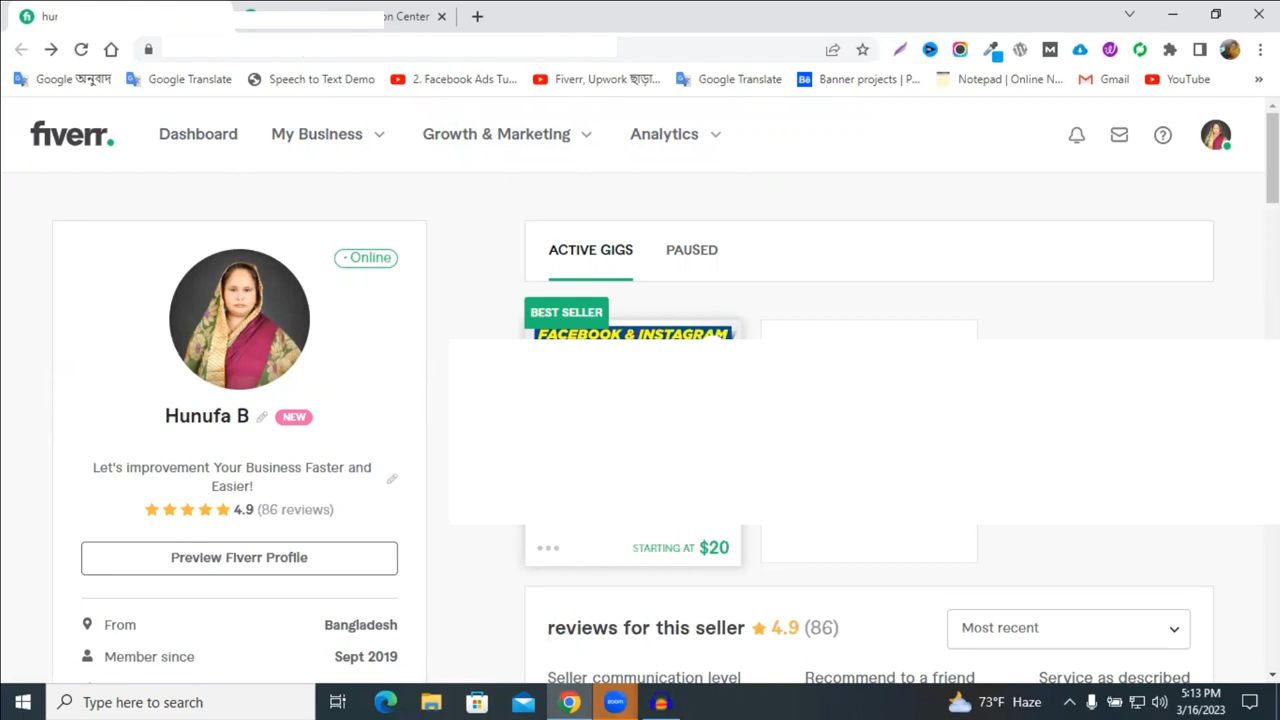 hur
on Center
Google অনুবাদ
Google Translate
Speech to Text Demo
2. Facebook Ads Tu...
Fiverr, Upwork ছাড়া...
Google Translate
Banner projects | P...
Notepad | Online N...
Gmail
YouTube
fiverr.
Dashboard
My Business
Growth & Marketing
Analytics
Online
ACTIVE GIGS
PAUSED
BEST SELLER
FACEBOOK & INSTAGRAM
Hunufa B
NEW
Let's improvement Your Business Faster and
Easier!
4.9 (86 reviews)
STARTING AT $20
Preview Fiverr Profile
From
Bangladesh
Member since
Sept 2019
reviews for this seller
4.9 (86)
Most recent
Seller communication level
Recommend to a friend
Service as described
Type here to search
zoom
73°F Haze
5:13 PM
3/16/2023